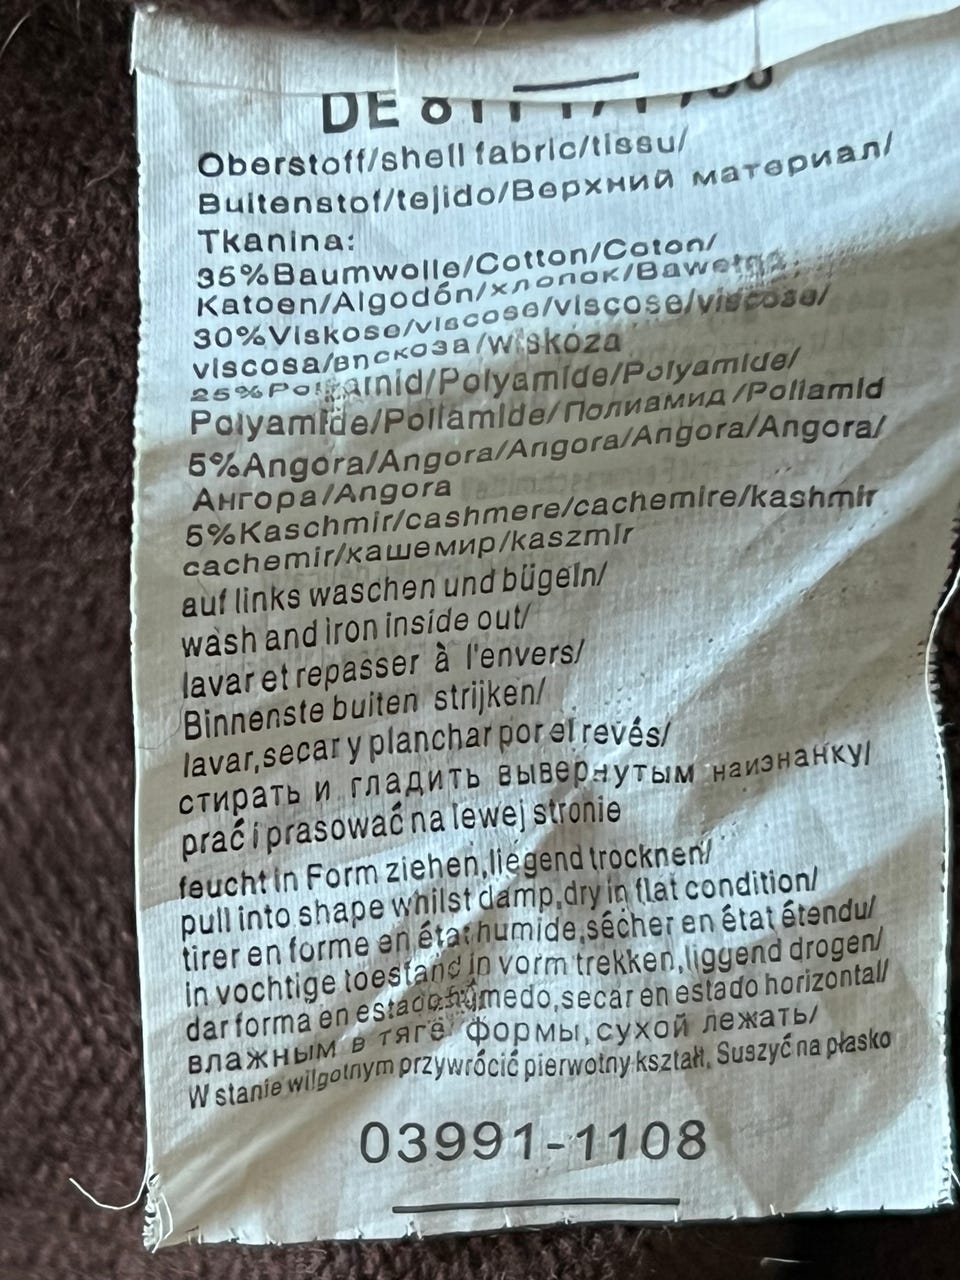 DE
Oberstoff/shell fabric/tissu/
Buitenstof/tejido/Верхний материал/
Tkanina:
35%Baumwolle/Cotton/Coton/
Katoen/Algodón/хлопок/Bawełna
30%Viskose/viscose/viscose/viscose/
viscosa/вискоза/wiskoza
25%Polyamid/Polyamide/Polyamide/
Polyamide/Poliamide/Полиамид/Poliamid
5%Angora/Angora/Angora/Angora/Angora/
Ангора/Angora
5%Kaschmir/cashmere/cachemire/kashmir
cachemir/кашемир/kaszmir
auf links waschen und bügeln/
wash and iron inside out/
lavar et repasser à l'envers/
Binnenste buiten strijken/
lavar,secar y planchar por el revés/
стирать и гладить вывернутым наизнанку/
prać i prasować na lewej stronie
feucht in Form ziehen,liegend trocknen/
pull into shape whilst damp,dry in flat condition/
tirer en forme en état humide,sécher en état étendu/
in vochtige toestand in vorm trekken,liggend drogen/
dar forma en estado húmedo,secar en estado horizontal/
влажным в тяге формы,сухой лежать/
W stanie wilgotnym przywrócić pierwotny kształt. Suszyć na płasko
03991-1108